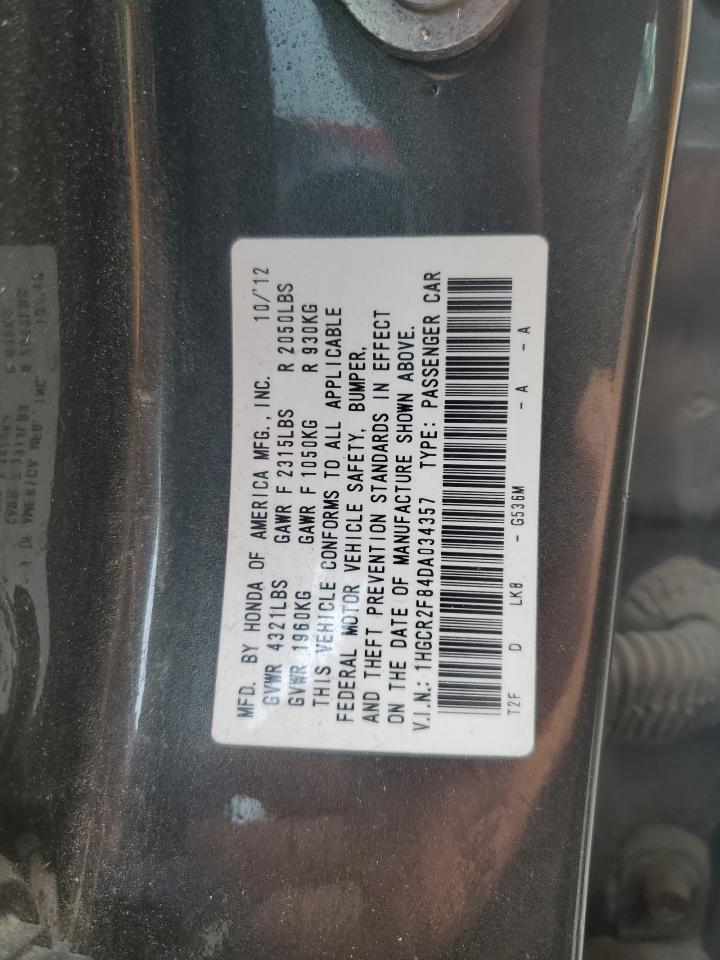 MFD. BY HONDA OF AMERICA MFG., INC. 10/'12
GVWR 4321LBS GAWR F 2315LBS R 2050LBS
GVWR 1960KG GAWR F 1050KG R 930KG
THIS VEHICLE CONFORMS TO ALL APPLICABLE
FEDERAL MOTOR VEHICLE SAFETY, BUMPER,
AND THEFT PREVENTION STANDARDS IN EFFECT
ON THE DATE OF MANUFACTURE SHOWN ABOVE.
V.I.N.: 1HGCR2F84DA034357 TYPE: PASSENGER CAR
T2F D LK8 - G536M - A - A